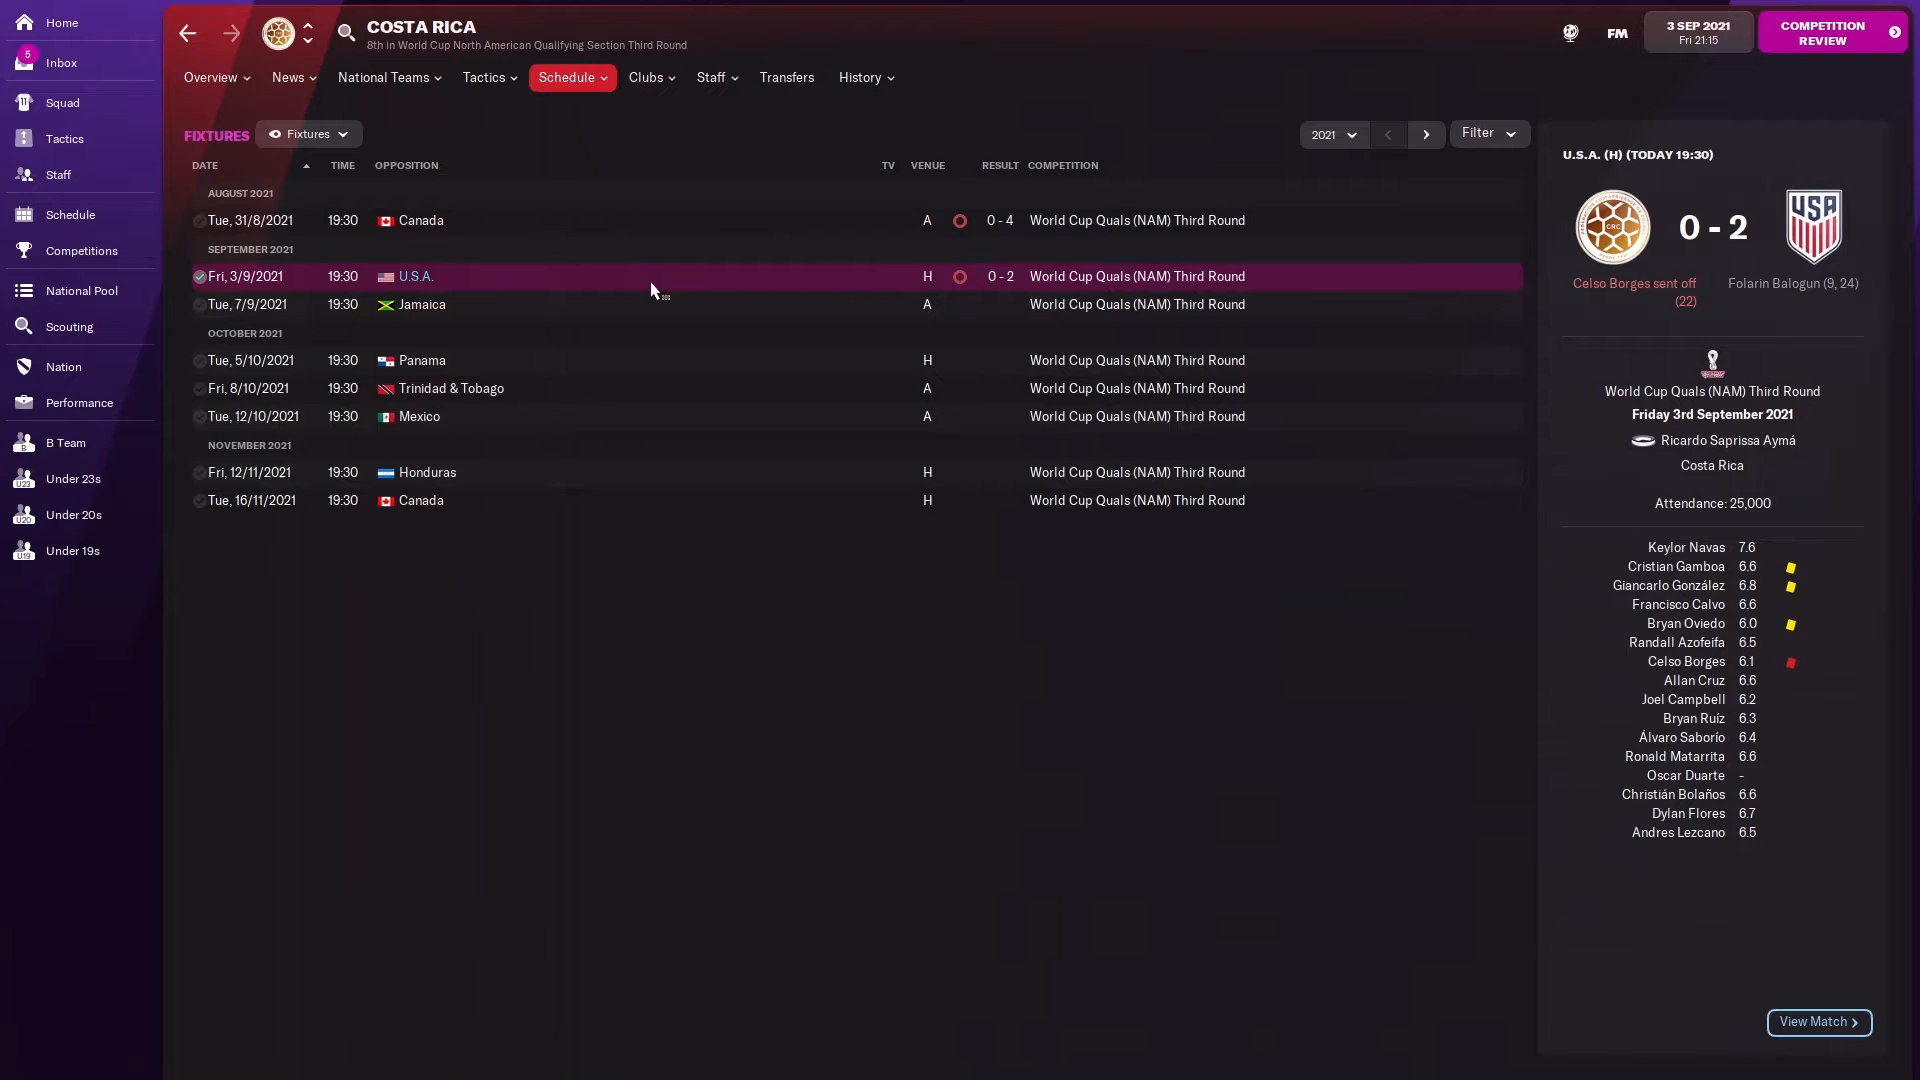 Home
5
Inbox
Squad
Tactics
Staff
Schedule
Competitions
National Pool
Scouting
Nation
Performance
B
B Team
U23
Under 23s
U20
Under 20s
U19
Under 19s
COSTA RICA
8th in World Cup North American Qualifying Section Third Round
FM
3 SEP 2021
Fri 21:15
COMPETITION
REVIEW
Overview News National Teams Tactics Schedule Clubs Staff Transfers History
FIXTURES Fixtures 2021 Filter
DATE TIME OPPOSITION TV VENUE RESULT COMPETITION
AUGUST 2021
Tue, 31/8/2021 19:30 Canada A 0 - 4 World Cup Quals (NAM) Third Round
SEPTEMBER 2021
Fri, 3/9/2021 19:30 U.S.A. H 0 - 2 World Cup Quals (NAM) Third Round
Tue, 7/9/2021 19:30 Jamaica A World Cup Quals (NAM) Third Round
OCTOBER 2021
Tue, 5/10/2021 19:30 Panama H World Cup Quals (NAM) Third Round
Fri, 8/10/2021 19:30 Trinidad & Tobago A World Cup Quals (NAM) Third Round
Tue, 12/10/2021 19:30 Mexico A World Cup Quals (NAM) Third Round
NOVEMBER 2021
Fri, 12/11/2021 19:30 Honduras H World Cup Quals (NAM) Third Round
Tue, 16/11/2021 19:30 Canada H World Cup Quals (NAM) Third Round
U.S.A. (H) (TODAY 19:30)
CRC 0 - 2 USA
Celso Borges sent off
(22)
Folarin Balogun (9, 24)
World Cup Quals (NAM) Third Round
Friday 3rd September 2021
Ricardo Saprissa Aymá
Costa Rica
Attendance: 25,000
Keylor Navas 7.6
Cristian Gamboa 6.6
Giancarlo González 6.8
Francisco Calvo 6.6
Bryan Oviedo 6.0
Randall Azofeifa 6.5
Celso Borges 6.1
Allan Cruz 6.6
Joel Campbell 6.2
Bryan Ruíz 6.3
Álvaro Saborío 6.4
Ronald Matarrita 6.6
Oscar Duarte -
Christián Bolaños 6.6
Dylan Flores 6.7
Andres Lezcano 6.5
View Match